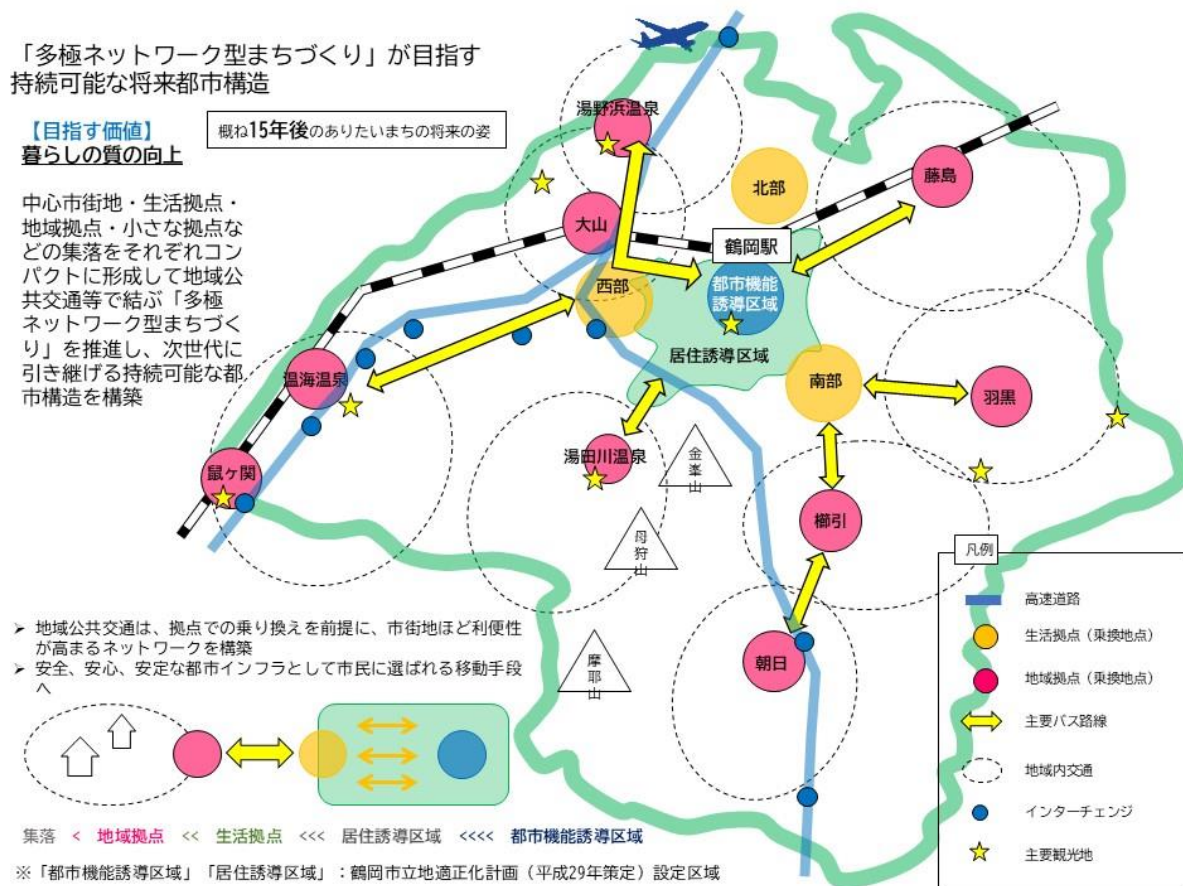 「多極ネットワーク型まちづくり」が目指す
持続可能な将来都市構造
【目指す価値】
暮らしの質の向上
概ね15年後のありたいまちの将来の姿
中心市街地・生活拠点・
地域拠点・小さな拠点な
どの集落をそれぞれコン
パクトに形成して地域公
共交通等で結ぶ「多極
ネットワーク型まちづく
り」を推進し、次世代に
引き継げる持続可能な都
市構造を構築
湯野浜温泉
北部
藤島
大山
鶴岡駅
西部
都市機能
誘導区域
居住誘導区域
温海温泉
南部
羽黒
鼠ヶ関
湯田川温泉
金峯山
櫛引
母狩山
朝日
摩耶山
凡例
高速道路
生活拠点（乗換地点）
地域拠点（乗換地点）
主要バス路線
地域内交通
インターチェンジ
主要観光地
➢ 地域公共交通は、拠点での乗り換えを前提に、市街地ほど利便性
が高まるネットワークを構築
➢ 安全、安心、安定な都市インフラとして市民に選ばれる移動手段
へ
集落 < 地域拠点 << 生活拠点 <<< 居住誘導区域 <<<< 都市機能誘導区域
※「都市機能誘導区域」「居住誘導区域」：鶴岡市立地適正化計画（平成29年策定）設定区域